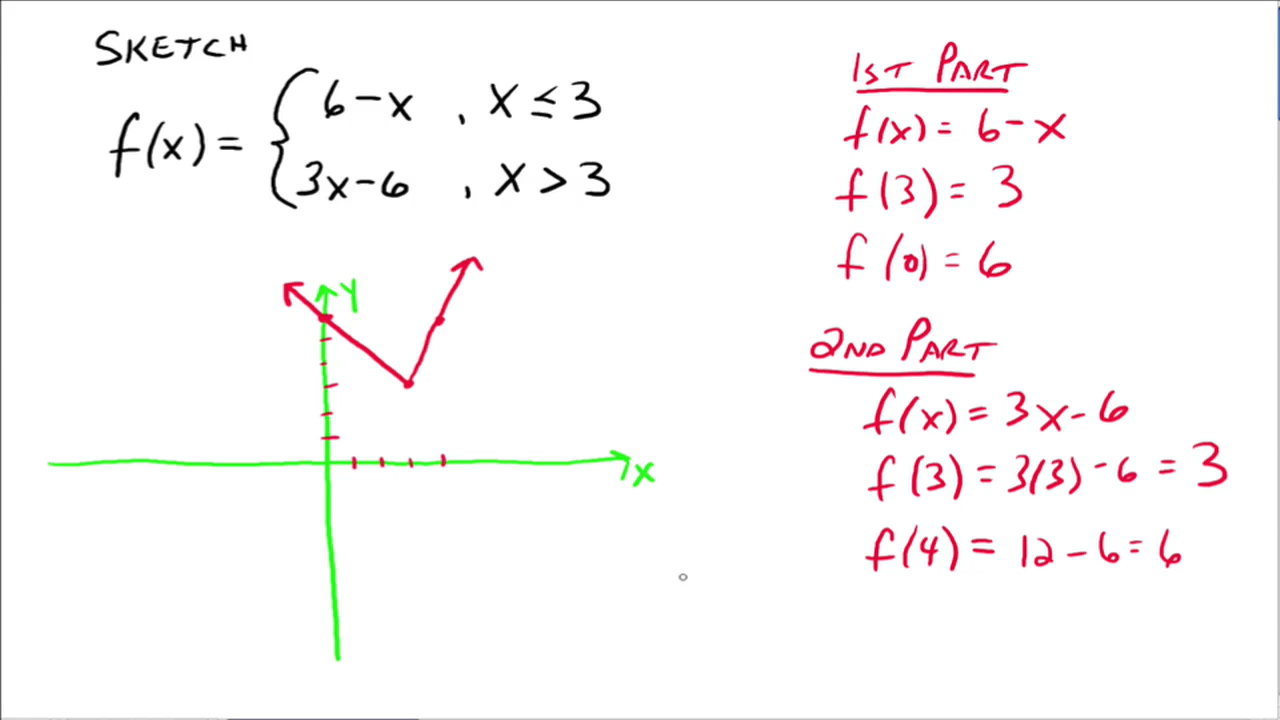 SKETCH
f(x) = { 6-x , x ≤ 3
3x-6 , x > 3
y
x
1ST PART
f(x) = 6-x
f(3) = 3
f(0) = 6
2ND PART
f(x) = 3x-6
f(3) = 3(3)-6 = 3
f(4) = 12-6 = 6